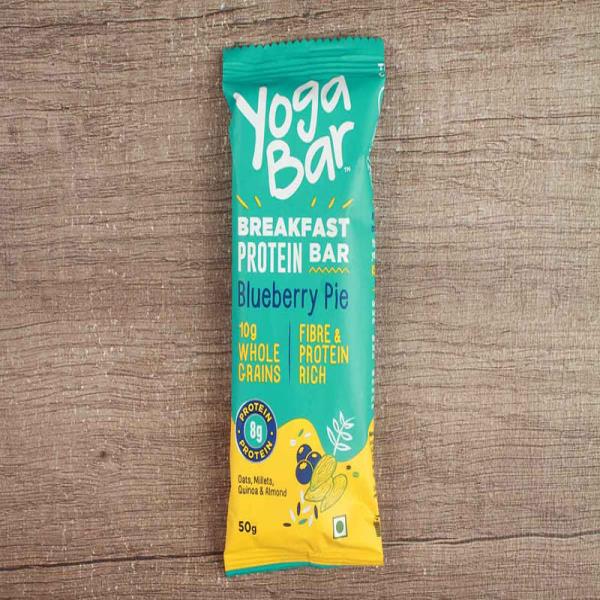 Yoga
Bar™
BREAKFAST
PROTEIN BAR
Blueberry Pie
10g
WHOLE
GRAINS
FIBRE &
PROTEIN
RICH
PROTEIN
8g
PROTEIN
Oats, Millets,
Quinoa & Almond
50g